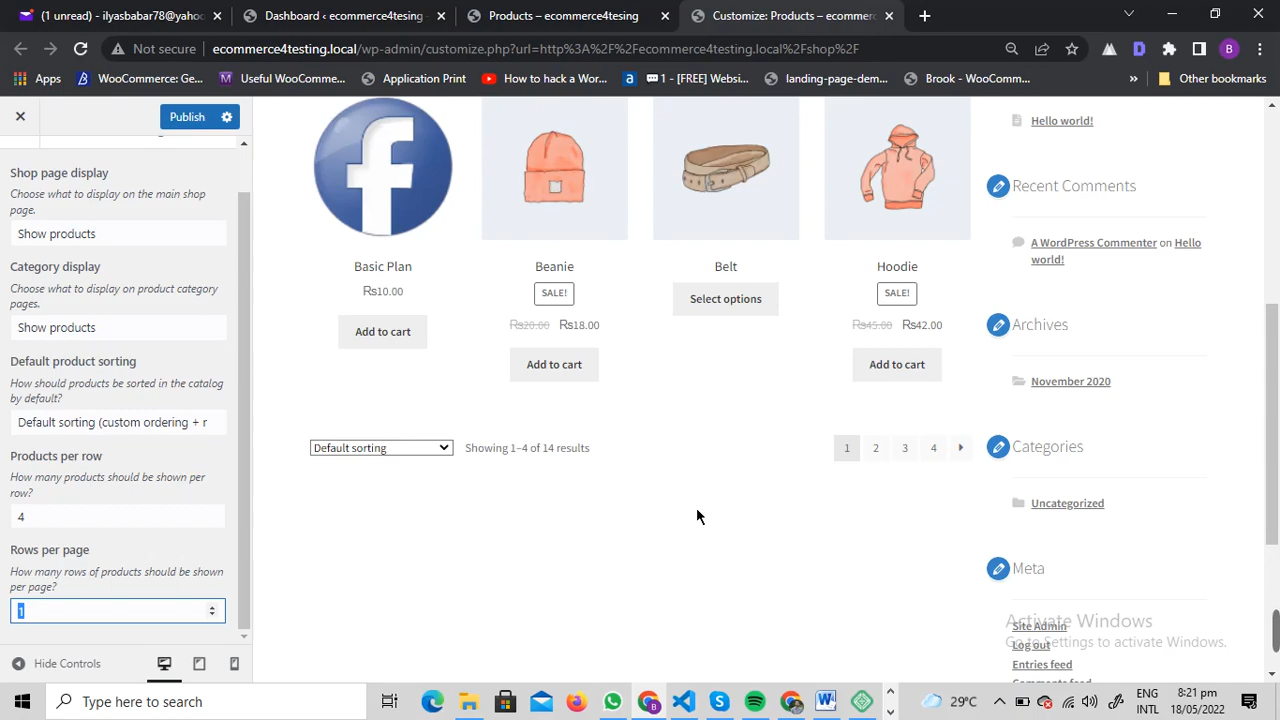 (1 unread) - ilyasbabar78@yahoo
Dashboard ‹ ecommerce4testing
Products – ecommerce4testing
Customize: Products – ecommerc
Not secure
ecommerce4testing.local/wp-admin/customize.php?url=http%3A%2F%2Fecommerce4testing.local%2Fshop%2F
B
Apps
WooCommerce: Ge...
Useful WooComme...
Application Print
How to hack a Wor...
1 - [FREE] Websi...
landing-page-dem...
Brook - WooComm...
»
Other bookmarks
Publish
Shop page display
Choose what to display on the main shop
page.
Show products
Category display
Choose what to display on product category
pages.
Show products
Default product sorting
How should products be sorted in the catalog
by default?
Default sorting (custom ordering + r
Products per row
How many products should be shown per
row?
4
Rows per page
How many rows of products should be shown
per page?
1
Hide Controls
Basic Plan
₨10.00
Add to cart
Beanie
SALE!
₨20.00 ₨18.00
Add to cart
Belt
Select options
Hoodie
SALE!
₨45.00 ₨42.00
Add to cart
Default sorting
Showing 1–4 of 14 results
1 2 3 4
Hello world!
Recent Comments
A WordPress Commenter on Hello
world!
Archives
November 2020
Categories
Uncategorized
Meta
Site Admin
Log out
Entries feed
Comments feed
Activate Windows
Go to Settings to activate Windows.
Type here to search
29°C
ENG
INTL
8:21 pm
18/05/2022